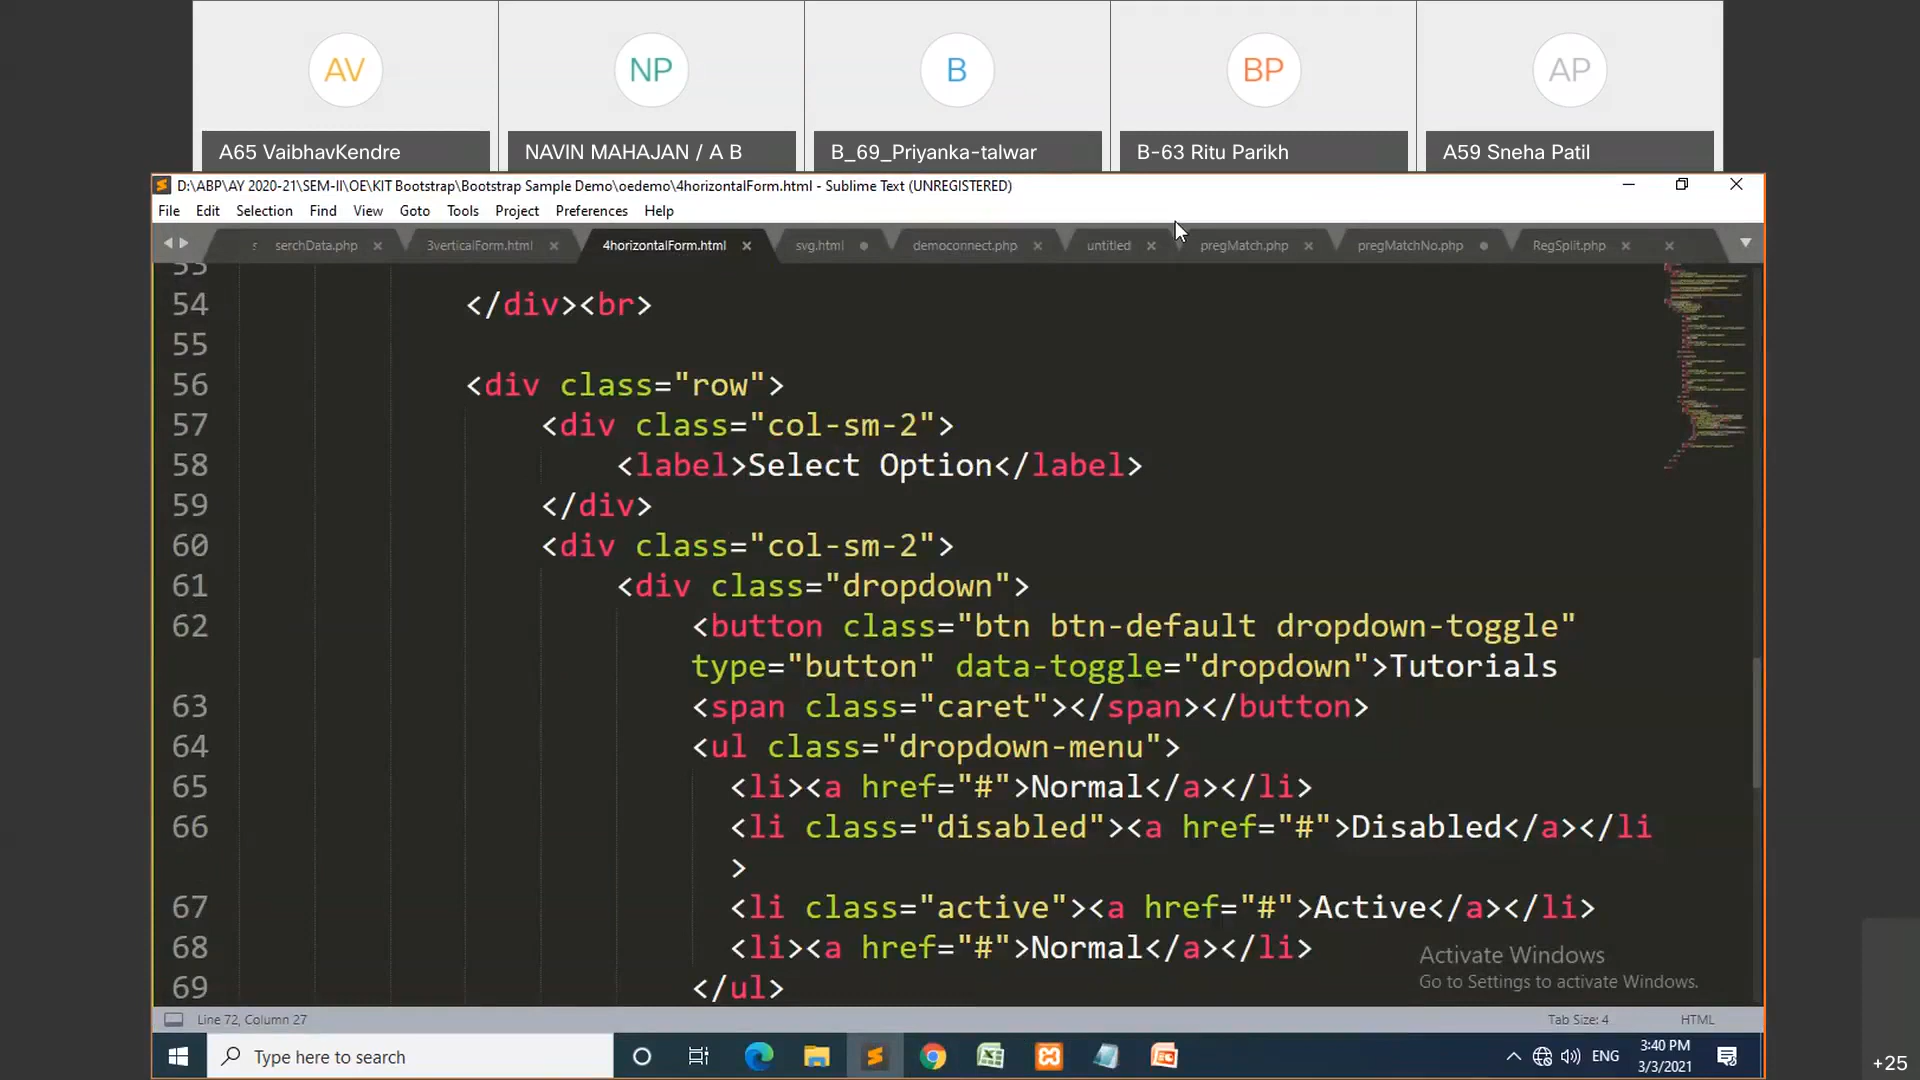 AV
NP
B
BP
AP
A65 VaibhavKendre
NAVIN MAHAJAN / A B
B_69_Priyanka-talwar
B-63 Ritu Parikh
A59 Sneha Patil
D:\ABP\AY 2020-21\SEM-II\OE\KIT Bootstrap\Bootstrap Sample Demo\oedemo\4horizontalForm.html - Sublime Text (UNREGISTERED)
File Edit Selection Find View Goto Tools Project Preferences Help
serchData.php 3verticalForm.html 4horizontalForm.html svg.html democonnect.php untitled pregMatch.php pregMatchNo.php RegSplit.php
53
54 </div><br>
55
56 <div class="row">
57 <div class="col-sm-2">
58 <label>Select Option</label>
59 </div>
60 <div class="col-sm-2">
61 <div class="dropdown">
62 <button class="btn btn-default dropdown-toggle"
type="button" data-toggle="dropdown">Tutorials
63 <span class="caret"></span></button>
64 <ul class="dropdown-menu">
65 <li><a href="#">Normal</a></li>
66 <li class="disabled"><a href="#">Disabled</a></li
>
67 <li class="active"><a href="#">Active</a></li>
68 <li><a href="#">Normal</a></li>
69 </ul>
Activate Windows
Go to Settings to activate Windows.
Line 72, Column 27
Tab Size: 4
HTML
Type here to search
ENG
3:40 PM
3/3/2021
+25